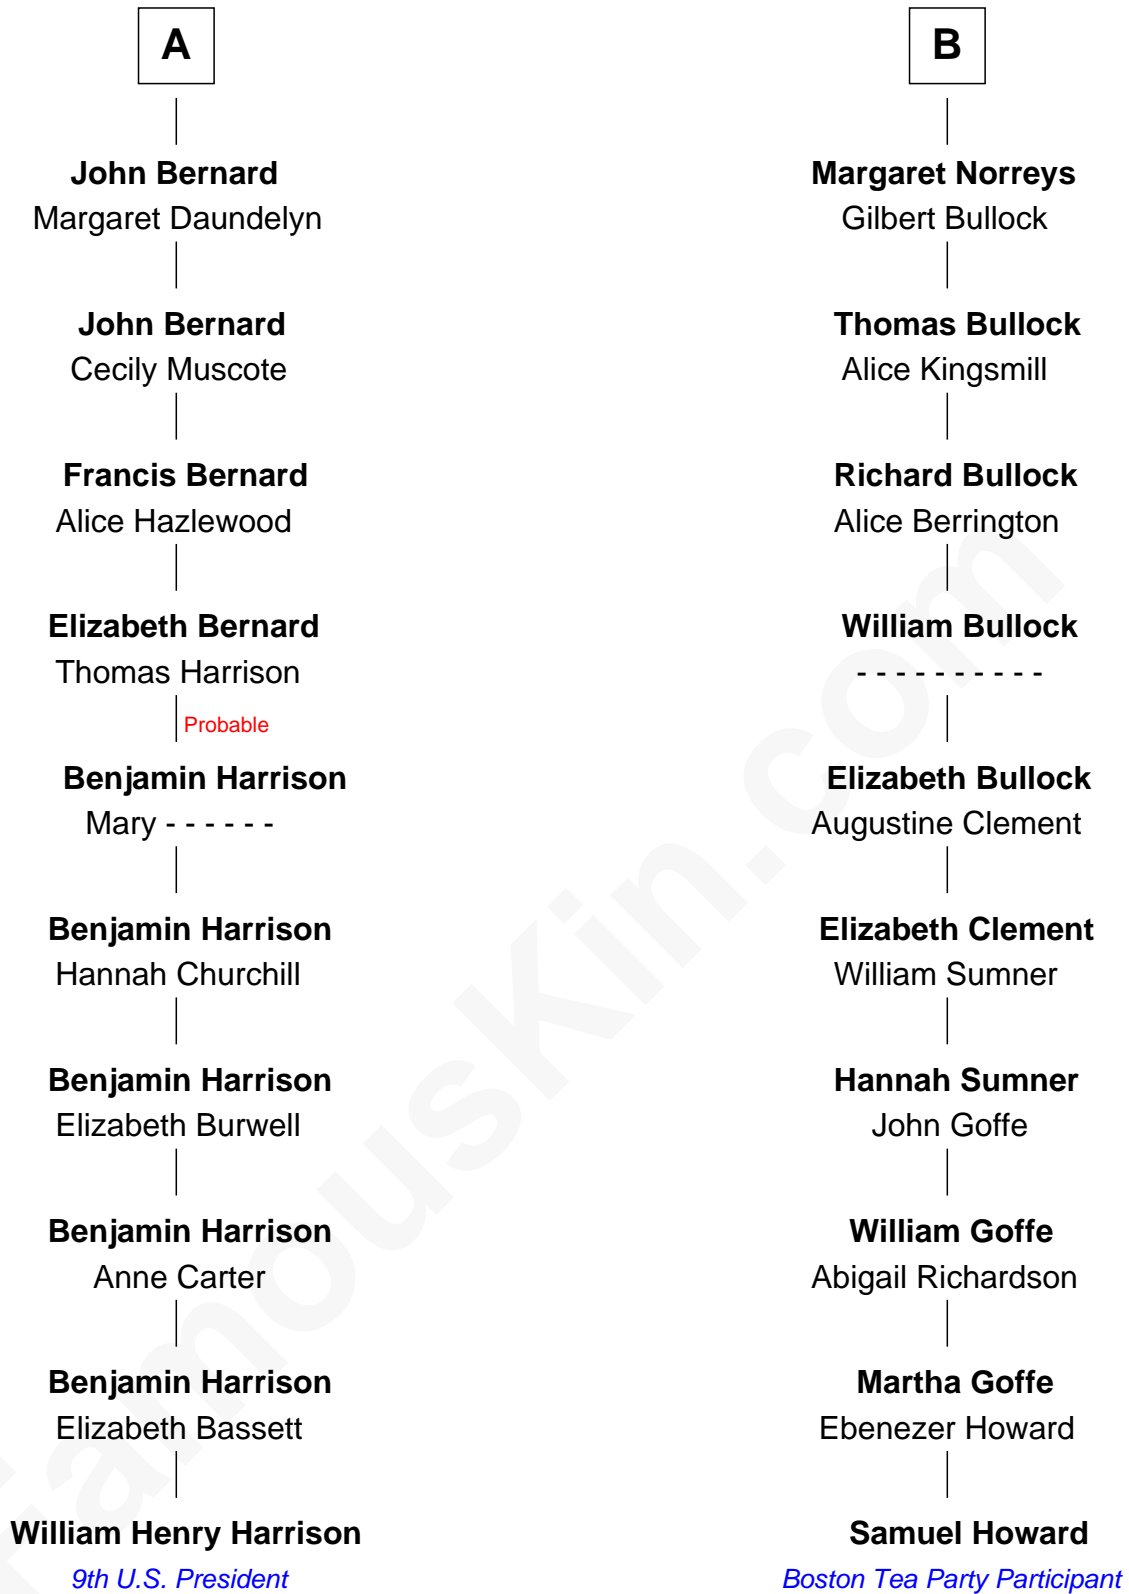 A
John Bernard
Margaret Daundelyn
John Bernard
Cecily Muscote
Francis Bernard
Alice Hazlewood
Elizabeth Bernard
Thomas Harrison
Probable
Benjamin Harrison
Mary - - - - - -
Benjamin Harrison
Hannah Churchill
Benjamin Harrison
Elizabeth Burwell
Benjamin Harrison
Anne Carter
Benjamin Harrison
Elizabeth Bassett
William Henry Harrison
9th U.S. President
B
Margaret Norreys
Gilbert Bullock
Thomas Bullock
Alice Kingsmill
Richard Bullock
Alice Berrington
William Bullock
- - - - - - - - - -
Elizabeth Bullock
Augustine Clement
Elizabeth Clement
William Sumner
Hannah Sumner
John Goffe
William Goffe
Abigail Richardson
Martha Goffe
Ebenezer Howard
Samuel Howard
Boston Tea Party Participant
FamousKin.com